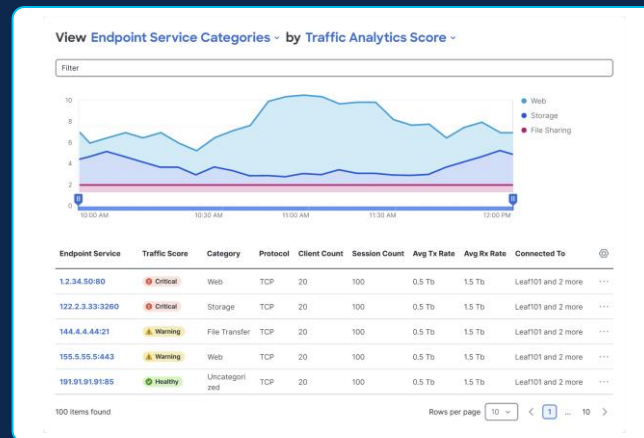 View Endpoint Service Categories by Traffic Analytics Score
Filter
10
8
6
4
2
0
Web
Storage
File Sharing
10:00 AM 10:30 AM 11:00 AM 11:30 AM 12:00 PM
Endpoint Service Traffic Score Category Protocol Client Count Session Count Avg Tx Rate Avg Rx Rate Connected To
1.2.34.50:80 Critical Web TCP 20 100 0.5 Tb 1.5 Tb Leaf101 and 2 more ...
122.2.3.33:3260 Critical Storage TCP 20 100 0.5 Tb 1.5 Tb Leaf101 and 2 more ...
144.4.4.44:21 Warning File Transfer TCP 20 100 0.5 Tb 1.5 Tb Leaf101 and 2 more ...
155.5.55.5:443 Warning Web TCP 20 100 0.5 Tb 1.5 Tb Leaf101 and 2 more ...
191.91.91.91:85 Healthy Uncategori
zed TCP 20 100 0.5 Tb 1.5 Tb Leaf101 and 2 more ...
100 items found Rows per page 10 < 1 ... 10 >